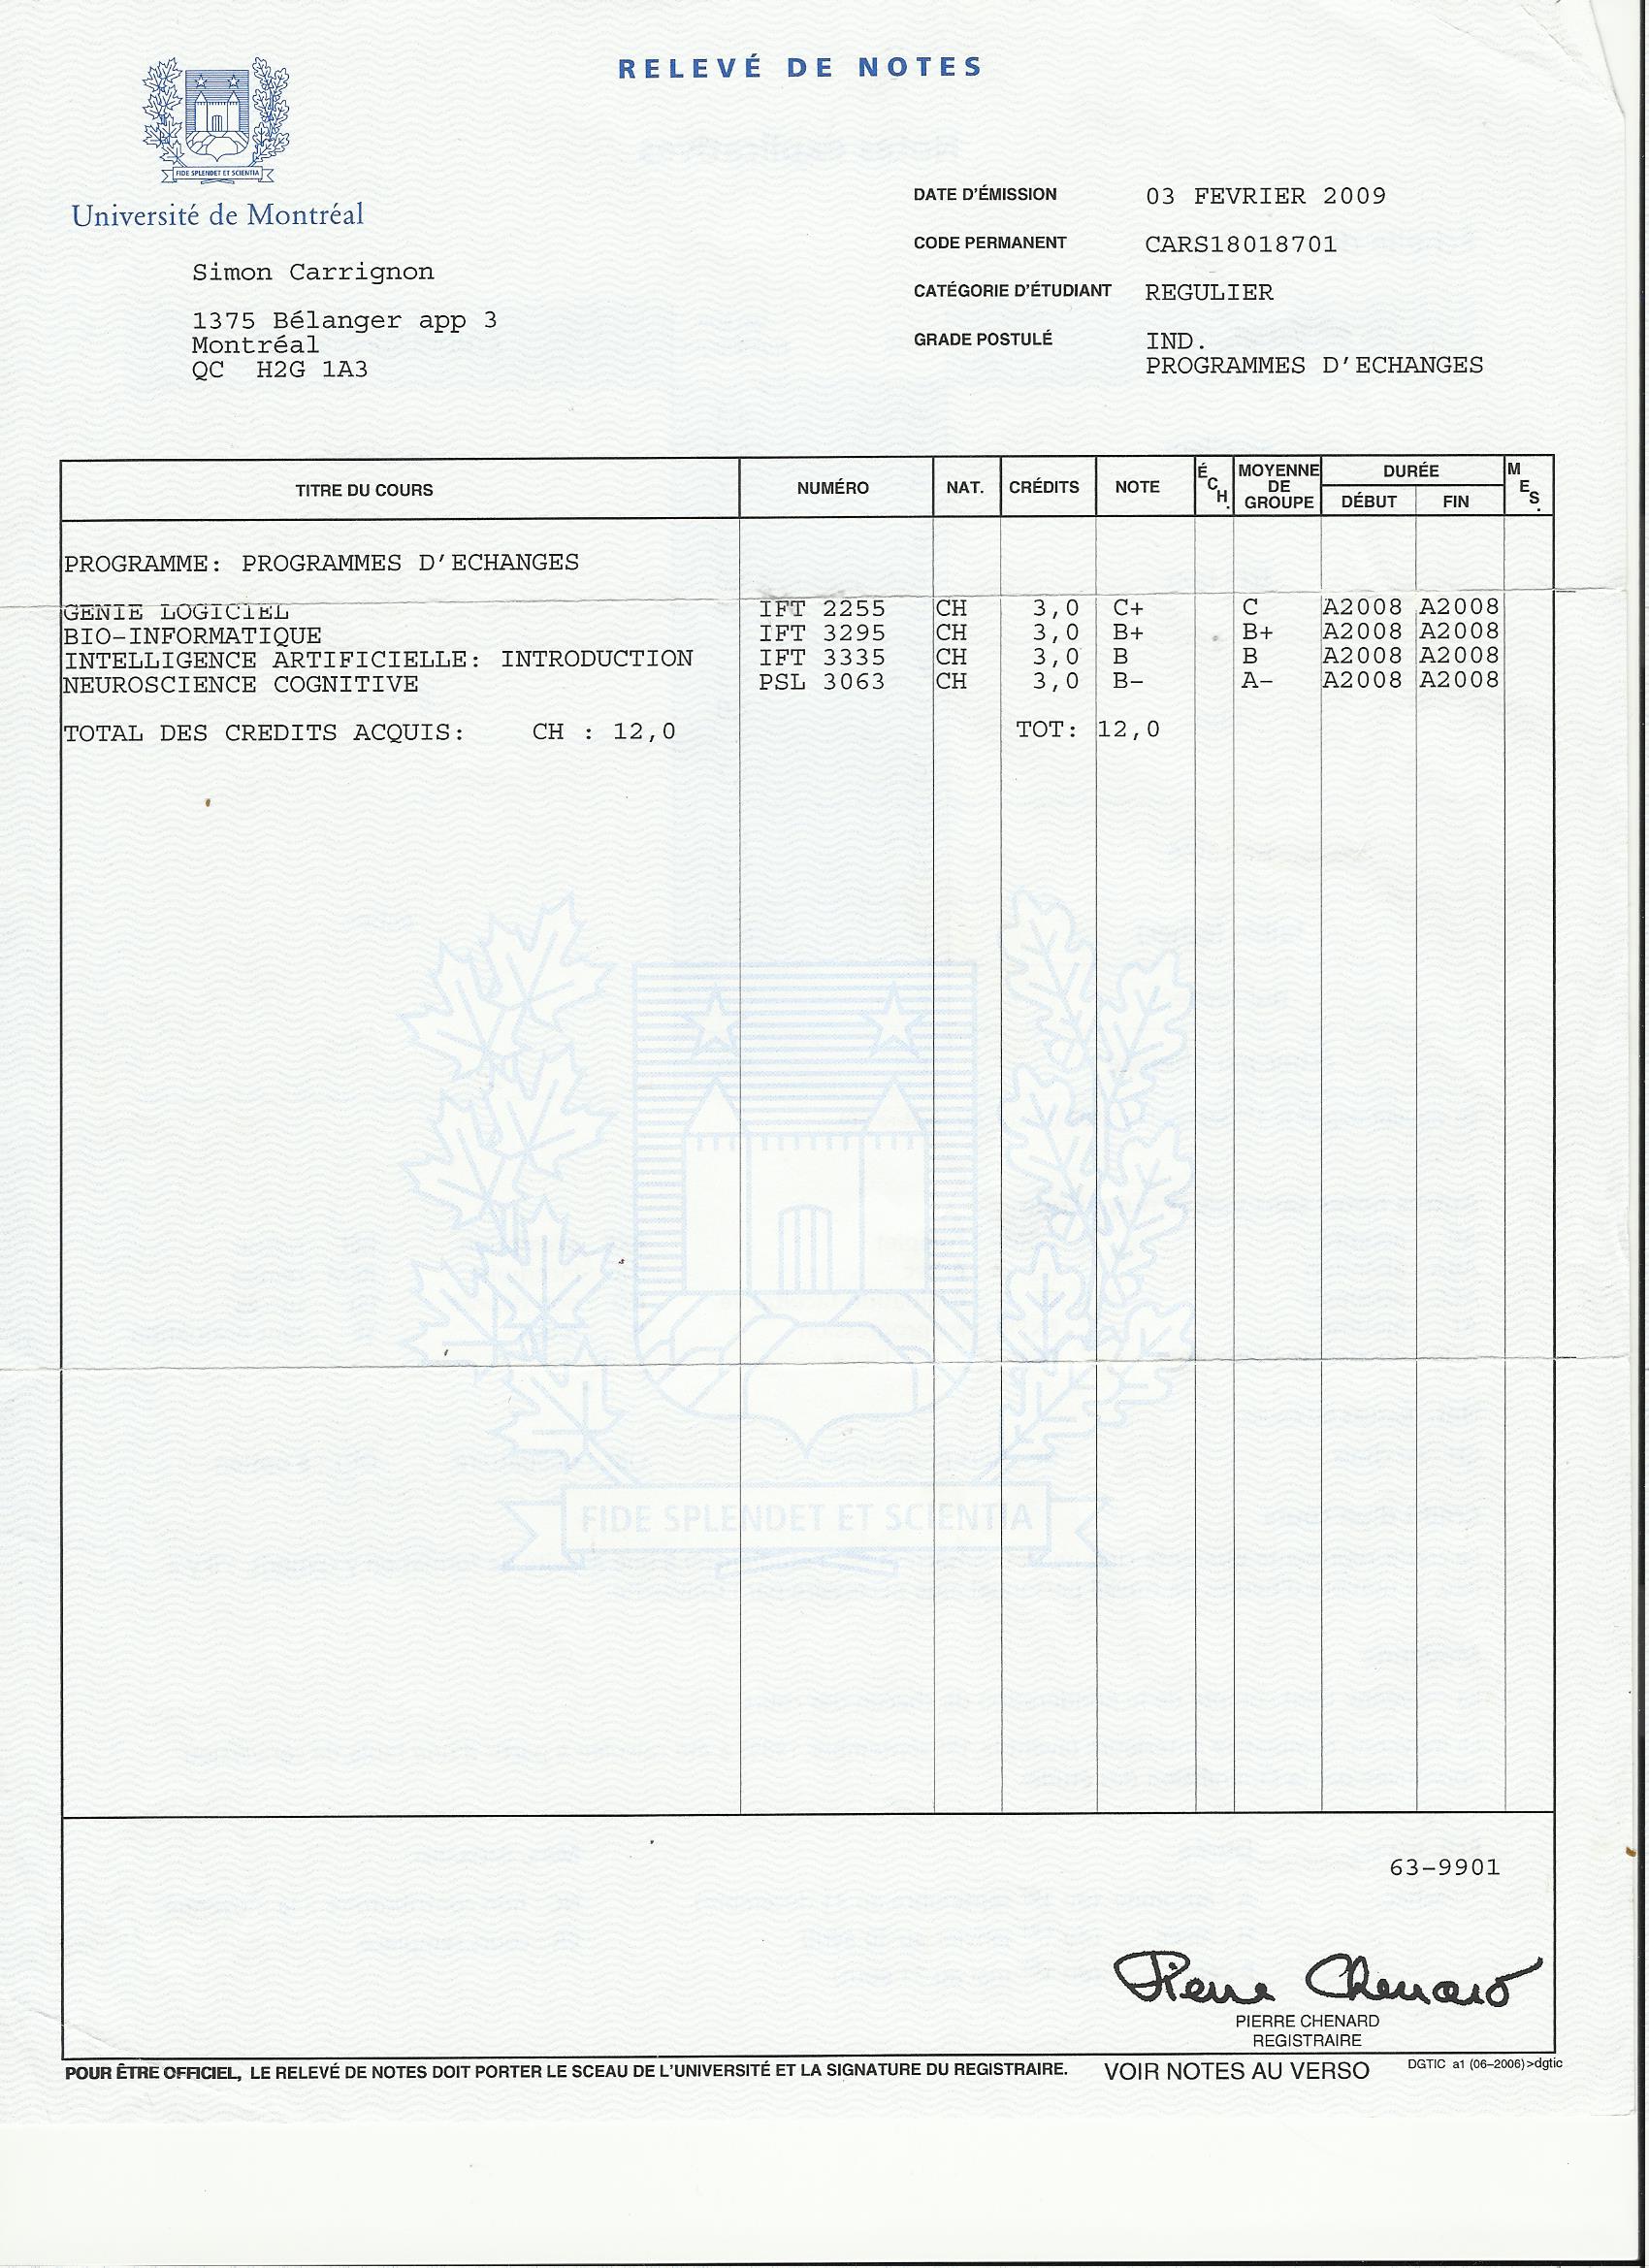 RELEVÉ DE NOTES
FIDE SPLENDET ET SCIENTIA
Université de Montréal
DATE D'ÉMISSION 03 FEVRIER 2009
CODE PERMANENT CARS18018701
CATÉGORIE D'ÉTUDIANT REGULIER
GRADE POSTULÉ IND.
PROGRAMMES D'ECHANGES
Simon Carrignon
1375 Bélanger app 3
Montréal
QC H2G 1A3
TITRE DU COURS NUMÉRO NAT. CRÉDITS NOTE ÉCH. MOYENNE DE GROUPE DURÉE DÉBUT FIN MES.
PROGRAMME: PROGRAMMES D'ECHANGES
GENIE LOGICIEL IFT 2255 CH 3,0 C+ C A2008 A2008
BIO-INFORMATIQUE IFT 3295 CH 3,0 B+ B+ A2008 A2008
INTELLIGENCE ARTIFICIELLE: INTRODUCTION IFT 3335 CH 3,0 B B A2008 A2008
NEUROSCIENCE COGNITIVE PSL 3063 CH 3,0 B- A- A2008 A2008
TOTAL DES CREDITS ACQUIS: CH : 12,0 TOT: 12,0
FIDE SPLENDET ET SCIENTIA
63-9901
Pierre Chenard
PIERRE CHENARD
REGISTRAIRE
POUR ÊTRE OFFICIEL, LE RELEVÉ DE NOTES DOIT PORTER LE SCEAU DE L'UNIVERSITÉ ET LA SIGNATURE DU REGISTRAIRE. VOIR NOTES AU VERSO DGTIC a1 (06-2006)>dgtic